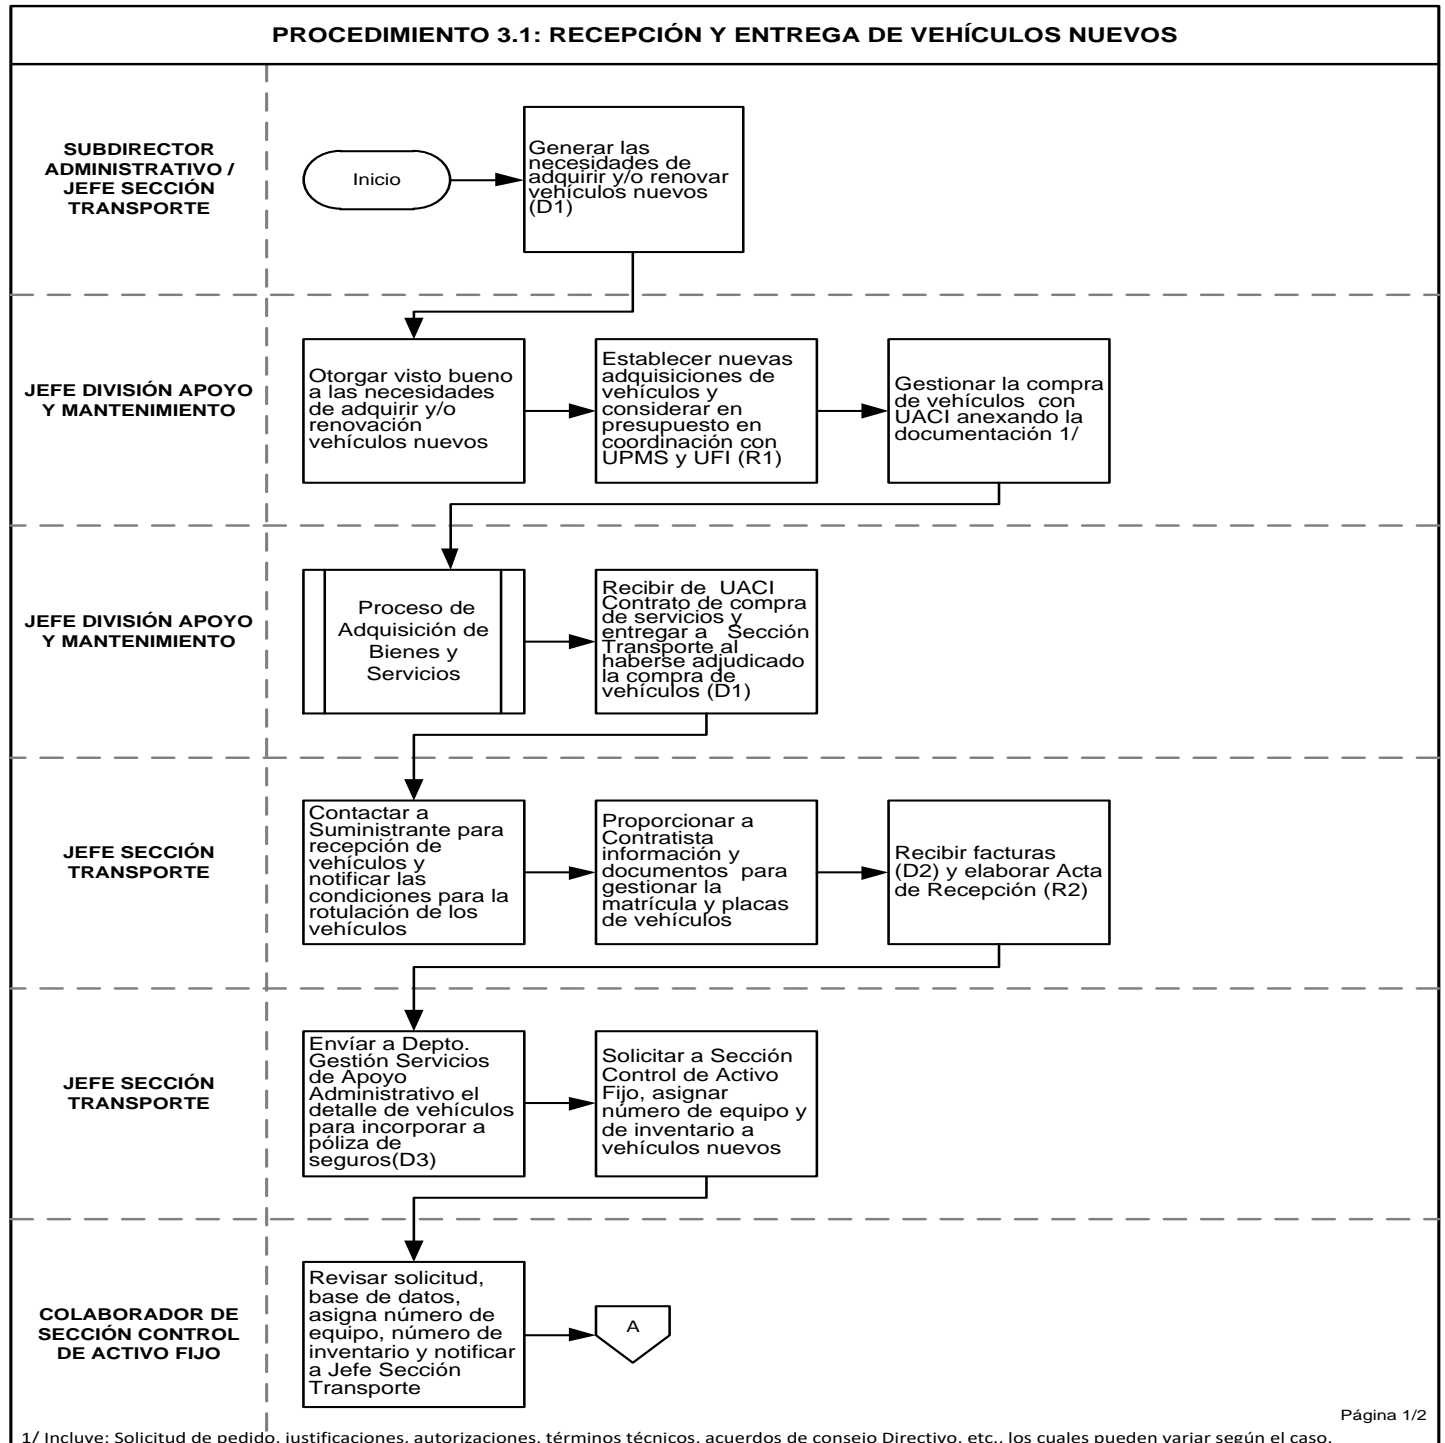 PROCEDIMIENTO 3.1: RECEPCIÓN Y ENTREGA DE VEHÍCULOS NUEVOS
SUBDIRECTOR
ADMINISTRATIVO /
JEFE SECCIÓN
TRANSPORTE
Inicio
Generar las
necesidades de
adquirir y/o renovar
vehículos nuevos
(D1)
JEFE DIVISIÓN APOYO
Y MANTENIMIENTO
Otorgar visto bueno
a las necesidades
de adquirir y/o
renovación
vehículos nuevos
Establecer nuevas
adquisiciones de
vehículos y
considerar en
presupuesto en
coordinación con
UPMS y UFI (R1)
Gestionar la compra
de vehículos con
UACI anexando la
documentación 1/
JEFE DIVISIÓN APOYO
Y MANTENIMIENTO
Proceso de
Adquisición de
Bienes y
Servicios
Recibir de UACI
Contrato de compra
de servicios y
entregar a Sección
Transporte al
haberse adjudicado
la compra de
vehículos (D1)
JEFE SECCIÓN
TRANSPORTE
Contactar a
Suministrante para
recepción de
vehículos y
notificar las
condiciones para la
rotulación de los
vehículos
Proporcionar a
Contratista
información y
documentos para
gestionar la
matrícula y placas
de vehículos
Recibir facturas
(D2) y elaborar Acta
de Recepción (R2)
JEFE SECCIÓN
TRANSPORTE
Envíar a Depto.
Gestión Servicios
de Apoyo
Administrativo el
detalle de vehículos
para incorporar a
póliza de
seguros(D3)
Solicitar a Sección
Control de Activo
Fijo, asignar
número de equipo y
de inventario a
vehículos nuevos
COLABORADOR DE
SECCIÓN CONTROL
DE ACTIVO FIJO
Revisar solicitud,
base de datos,
asigna número de
equipo, número de
inventario y notificar
a Jefe Sección
Transporte
A
Página 1/2
1/ Incluye: Solicitud de pedido, justificaciones, autorizaciones, términos técnicos, acuerdos de consejo Directivo, etc., los cuales pueden variar según el caso.